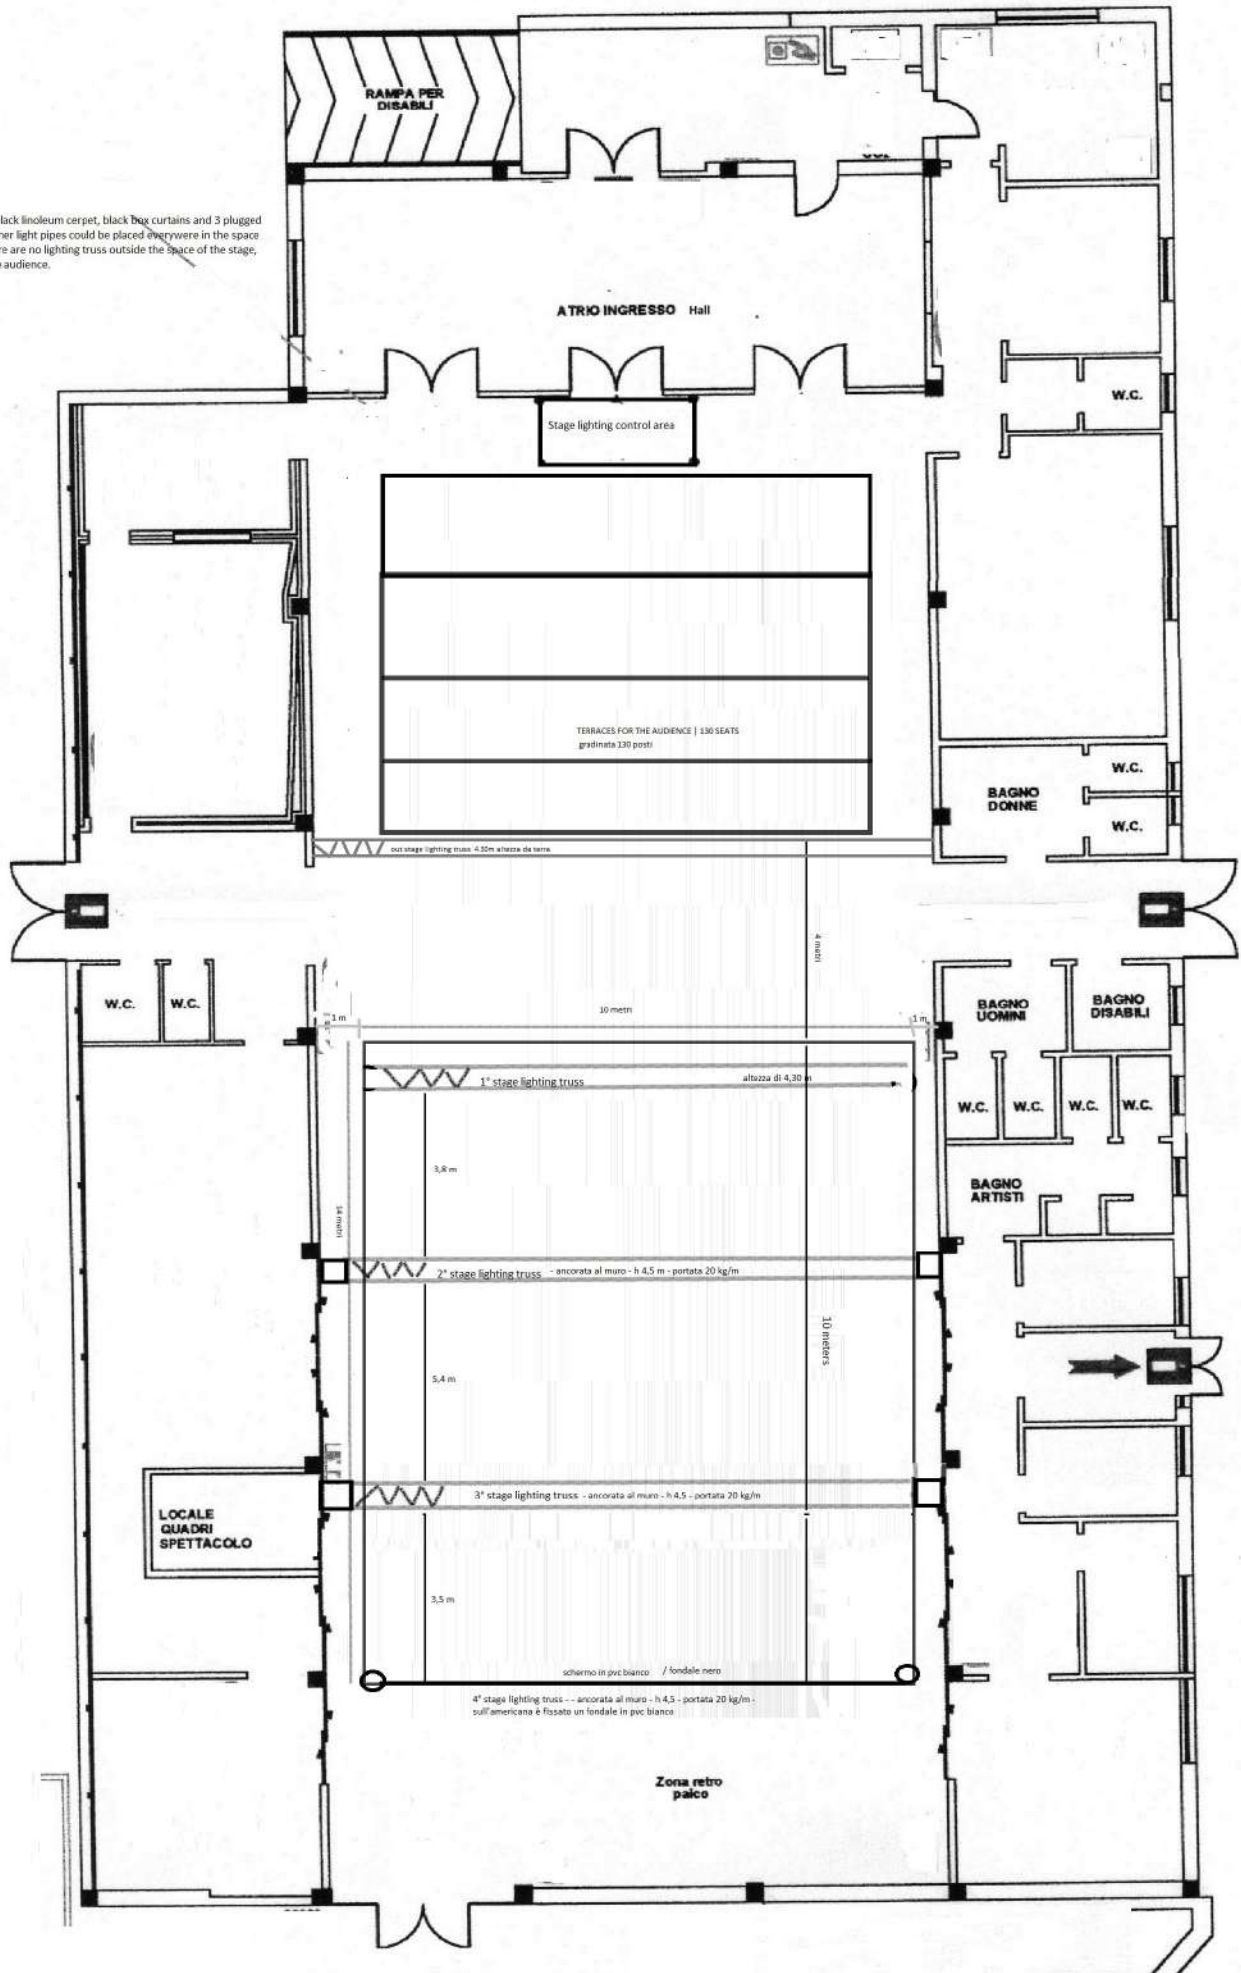 RAMPA PER
DISABILI
lack linoleum cerpet, black box curtains and 3 plugged
her light pipes could be placed everywere in the space
re are no lighting truss outside the space of the stage,
audience.
ATRIO INGRESSO Hall
W.C.
Stage lighting control area
TERRACES FOR THE AUDIENCE | 130 SEATS
gradinata 130 posti
BAGNO
DONNE
W.C.
W.C.
out stage lighting truss 4.30m altezza da terra
4 metri
W.C.
W.C.
10 metri
1 m
1 m
BAGNO
UOMINI
BAGNO
DISABILI
1° stage lighting truss
altezza di 4,30 m
W.C.
W.C.
W.C.
W.C.
3,8 m
14 metri
BAGNO
ARTISTI
2° stage lighting truss - ancorata al muro - h 4,5 m - portata 20 kg/m
10 meters
5,4 m
3° stage lighting truss - ancorata al muro - h 4,5 - portata 20 kg/m
LOCALE
QUADRI
SPETTACOLO
3,5 m
schermo in pvc bianco / fondale nero
4° stage lighting truss - - ancorata al muro - h 4,5 - portata 20 kg/m -
sull'americana è fissato un fondale in pvc bianco
Zona retro
palco